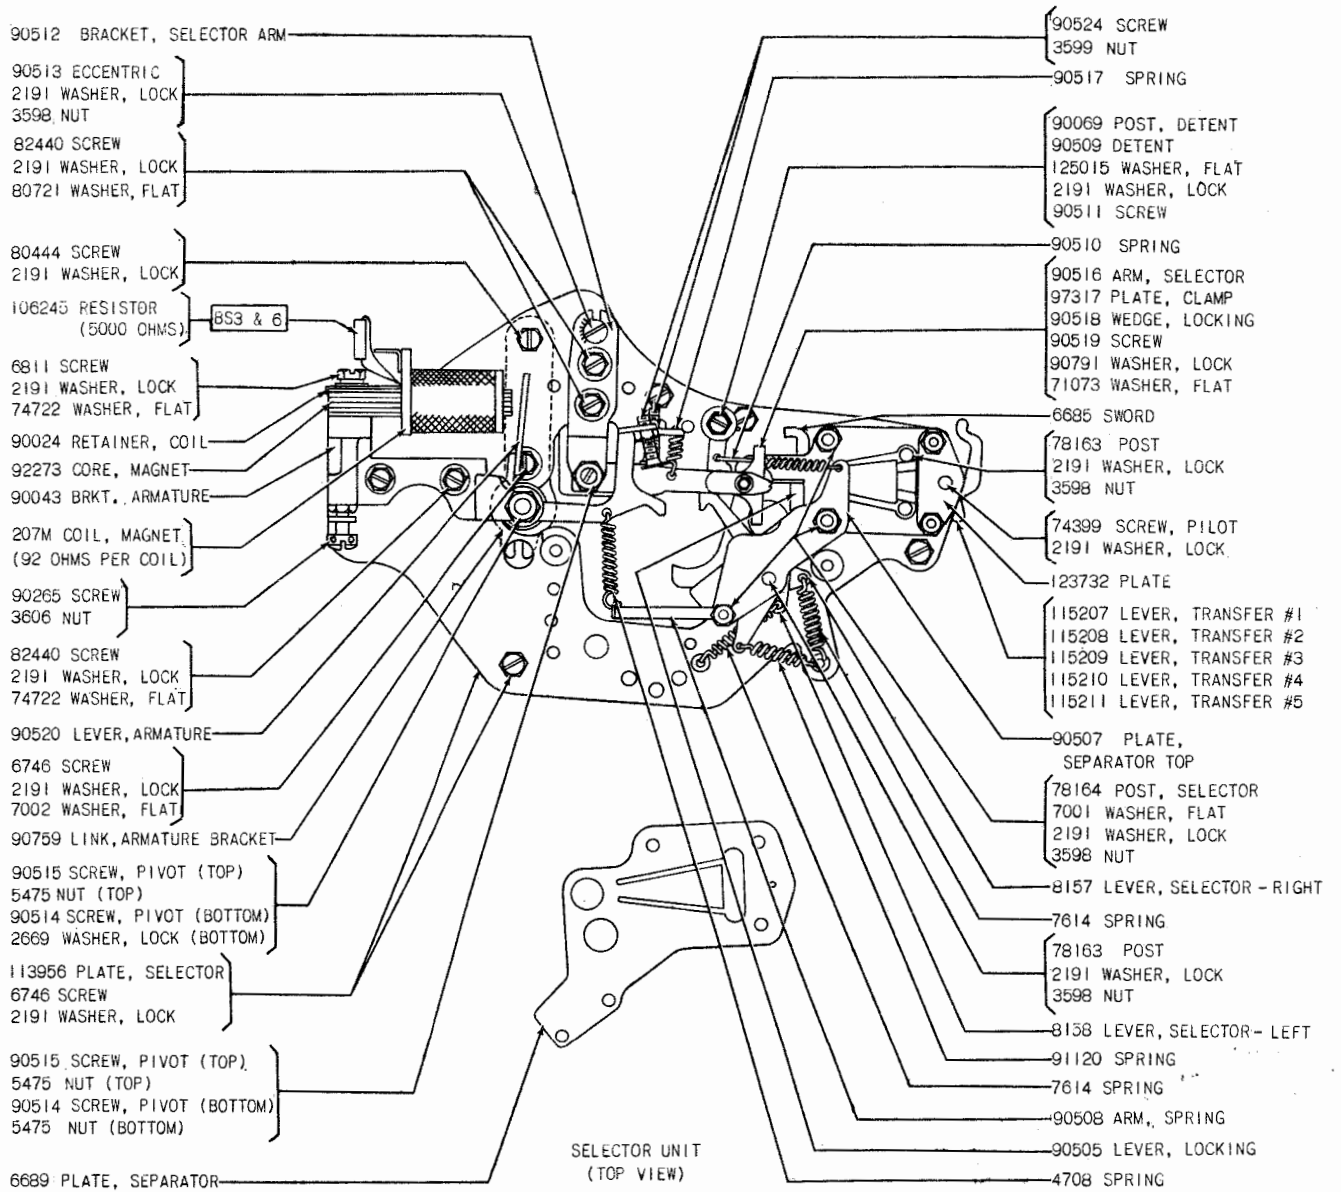 90512 BRACKET, SELECTOR ARM
90513 ECCENTRIC
2191 WASHER, LOCK
3598 NUT
82440 SCREW
2191 WASHER, LOCK
80721 WASHER, FLAT
80444 SCREW
2191 WASHER, LOCK
106245 RESISTOR
(5000 OHMS)
8S3 & 6
6811 SCREW
2191 WASHER, LOCK
74722 WASHER, FLAT
90024 RETAINER, COIL
92273 CORE, MAGNET
90043 BRKT. ARMATURE
207M COIL, MAGNET
(92 OHMS PER COIL)
90265 SCREW
3606 NUT
82440 SCREW
2191 WASHER, LOCK
74722 WASHER, FLAT
90520 LEVER, ARMATURE
6746 SCREW
2191 WASHER, LOCK
7002 WASHER, FLAT
90759 LINK, ARMATURE BRACKET
90515 SCREW, PIVOT (TOP)
5475 NUT (TOP)
90514 SCREW, PIVOT (BOTTOM)
2669 WASHER, LOCK (BOTTOM)
113956 PLATE, SELECTOR
6746 SCREW
2191 WASHER, LOCK
90515 SCREW, PIVOT (TOP)
5475 NUT (TOP)
90514 SCREW, PIVOT (BOTTOM)
5475 NUT (BOTTOM)
6689 PLATE, SEPARATOR
SELECTOR UNIT
(TOP VIEW)
90524 SCREW
3599 NUT
90517 SPRING
90069 POST, DETENT
90509 DETENT
125015 WASHER, FLAT
2191 WASHER, LOCK
90511 SCREW
90510 SPRING
90516 ARM, SELECTOR
97317 PLATE, CLAMP
90518 WEDGE, LOCKING
90519 SCREW
90791 WASHER, LOCK
71073 WASHER, FLAT
6685 SWORD
78163 POST
2191 WASHER, LOCK
3598 NUT
74399 SCREW, PILOT
2191 WASHER, LOCK
123732 PLATE
115207 LEVER, TRANSFER #1
115208 LEVER, TRANSFER #2
115209 LEVER, TRANSFER #3
115210 LEVER, TRANSFER #4
115211 LEVER, TRANSFER #5
90507 PLATE,
SEPARATOR TOP
78164 POST, SELECTOR
7001 WASHER, FLAT
2191 WASHER, LOCK
3598 NUT
8157 LEVER, SELECTOR - RIGHT
7614 SPRING
78163 POST
2191 WASHER, LOCK
3598 NUT
8158 LEVER, SELECTOR - LEFT
91120 SPRING
7614 SPRING
90508 ARM, SPRING
90505 LEVER, LOCKING
4708 SPRING